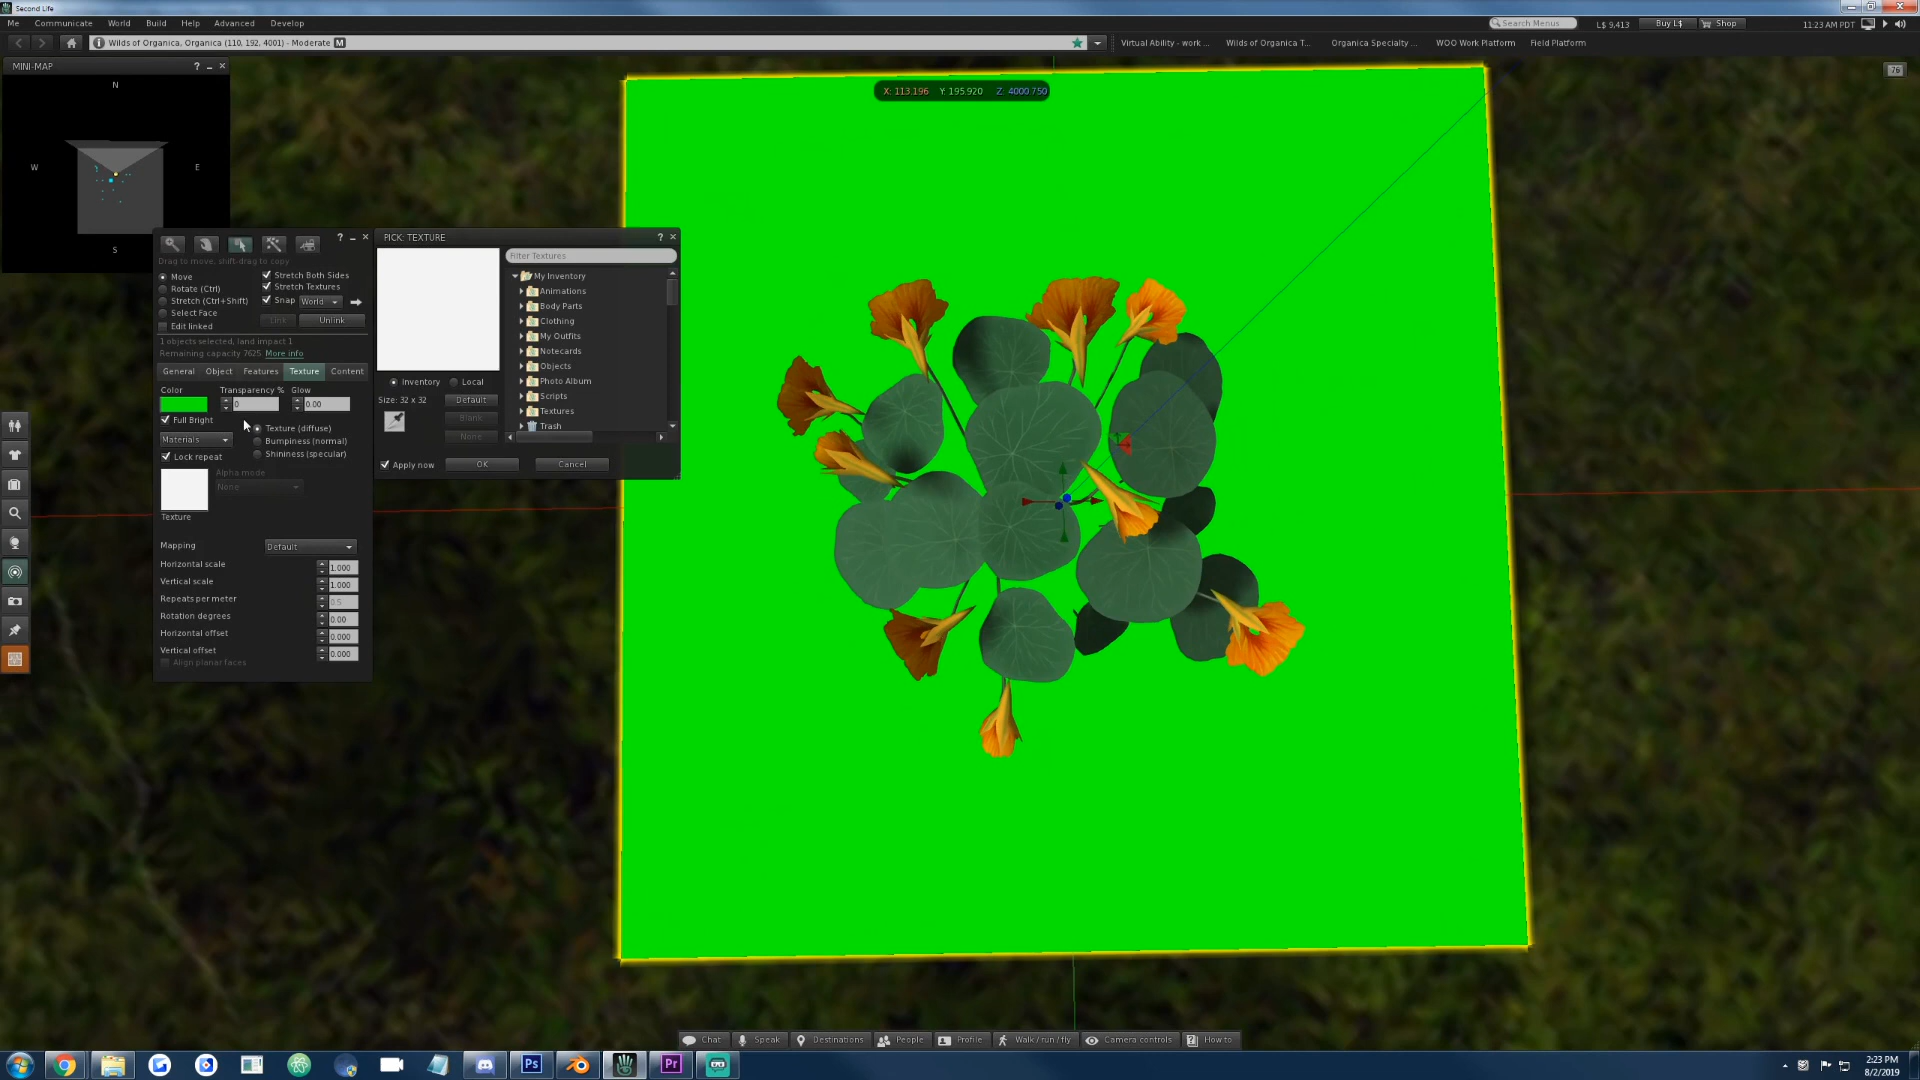 Second Life
Me Communicate World Build Help Advanced Develop
Search Menus L$ 9,413 Buy L$ Shop 11:23 AM PDT
Wilds of Organica, Organica (110, 192, 4001) - Moderate M
Virtual Ability - work ... Wilds of Organica T... Organica Specialty ... WOO Work Platform Field Platform
MINI-MAP ? _ x
N
W E
S
76
X: 113.196 Y: 195.920 Z: 4000.750
Drag to move, shift-drag to copy
Move
Rotate (Ctrl)
Stretch (Ctrl+Shift)
Select Face
Edit linked
Stretch Both Sides
Stretch Textures
Snap World
Link Unlink
1 objects selected, land impact 1
Remaining capacity 7625 More info
General Object Features Texture Content
Color Transparency % Glow
0 0.00
Full Bright
Materials
Texture (diffuse)
Bumpiness (normal)
Shininess (specular)
Lock repeat
Alpha mode
None
Texture
Mapping Default
Horizontal scale 1.000
Vertical scale 1.000
Repeats per meter 0.5
Rotation degrees 0.00
Horizontal offset 0.000
Vertical offset 0.000
Align planar faces
PICK: TEXTURE ? x
Filter Textures
My Inventory
Animations
Body Parts
Clothing
My Outfits
Notecards
Objects
Photo Album
Scripts
Textures
Trash
Inventory Local
Size: 32 x 32 Default
Blank
None
Apply now OK Cancel
Chat Speak Destinations People Profile Walk / run / fly Camera controls How to
Ps
Pr
2:23 PM
8/2/2019